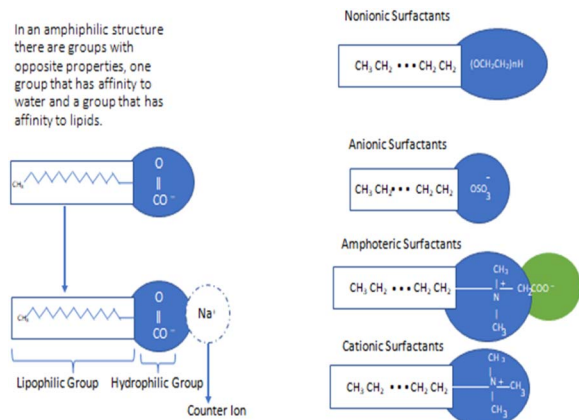 In an amphiphilic structure
there are groups with
opposite properties, one
group that has affinity to
water and a group that has
affinity to lipids.
CH₃
O
||
CO⁻
CH₃
O
||
CO⁻
Na⁺
Lipophilic Group
Hydrophilic Group
Counter Ion
Nonionic Surfactants
CH₃ CH₂ • • • CH₂ CH₂
(OCH₂CH₂)nH
Anionic Surfactants
CH₃ CH₂• • • CH₂ CH₂
OSO₃⁻
Amphoteric Surfactants
CH₃ CH₂ • • • CH₂ CH₂
CH₃
| +
N
|
CH₃
CH₂COO⁻
Cationic Surfactants
CH₃ CH₂ • • • CH₂ CH₂
CH₃
|
N+
CH₃
|
CH₃